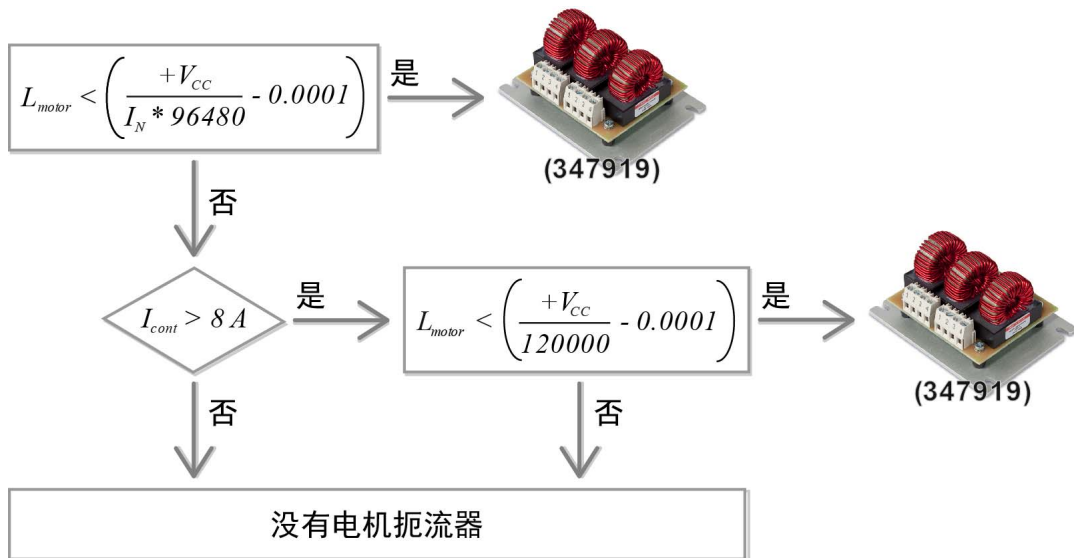 L_motor < ( +V_CC / I_N * 96480 - 0.0001 )
是
(347919)
否
I_cont > 8 A
是
L_motor < ( +V_CC / 120000 - 0.0001 )
是
(347919)
否
否
没有电机扼流器